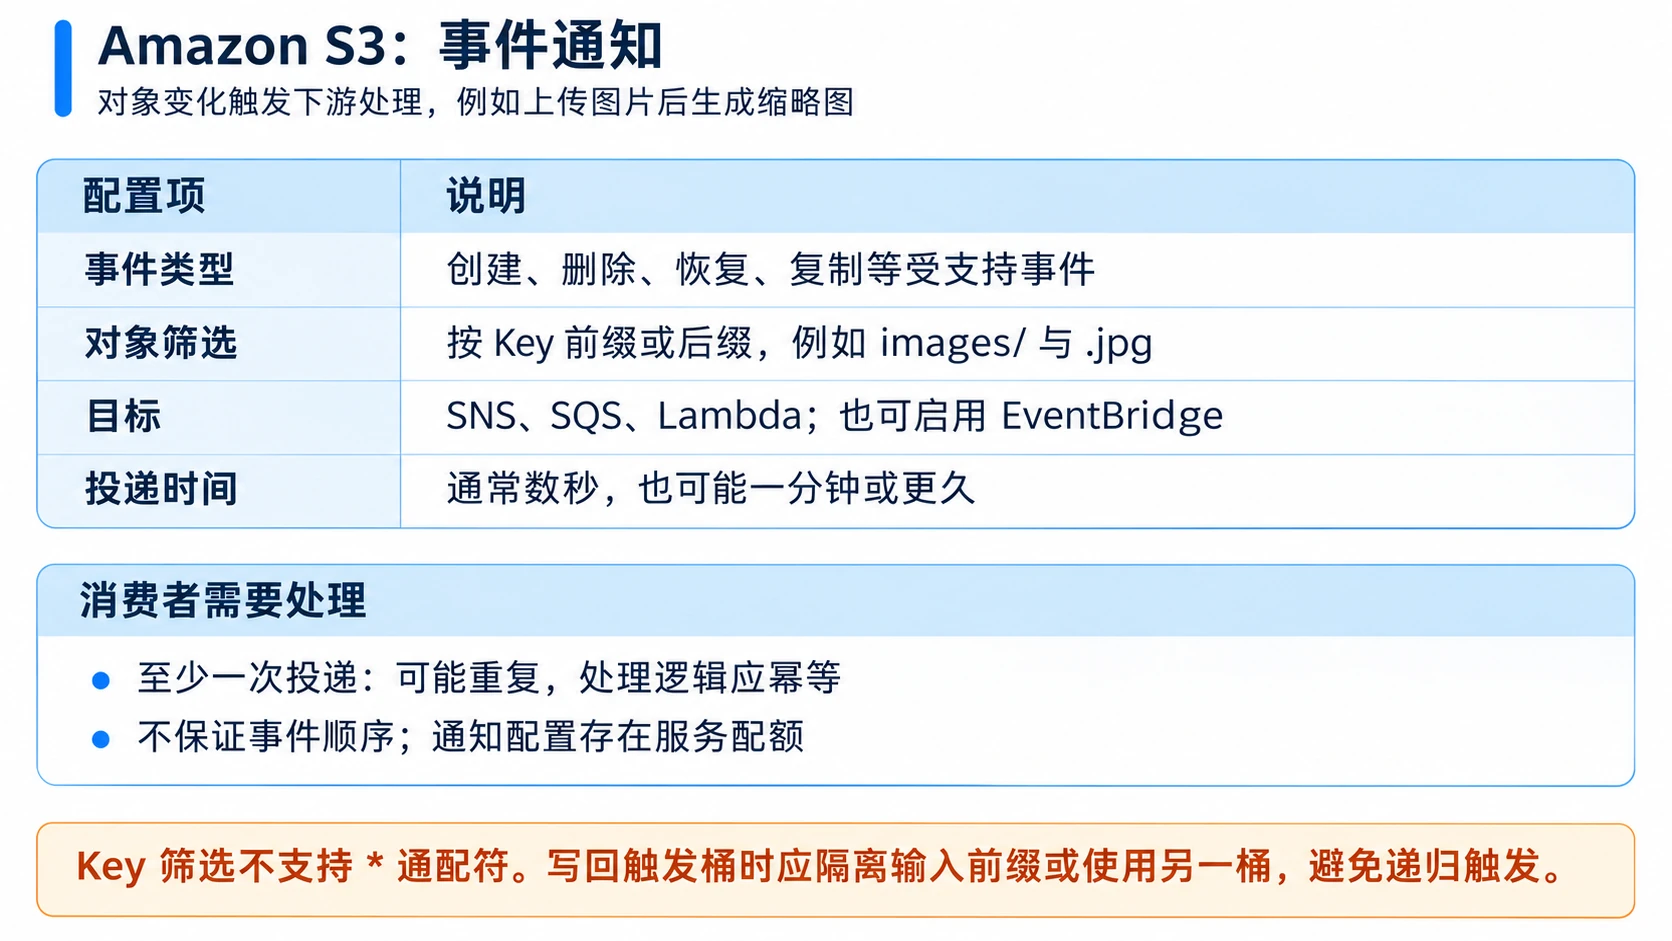 Amazon S3：事件通知
对象变化触发下游处理，例如上传图片后生成缩略图
配置项 说明
事件类型 创建、删除、恢复、复制等受支持事件
对象筛选 按 Key 前缀或后缀，例如 images/ 与 .jpg
目标 SNS、SQS、Lambda；也可启用 EventBridge
投递时间 通常数秒，也可能一分钟或更久
消费者需要处理
● 至少一次投递：可能重复，处理逻辑应幂等
● 不保证事件顺序；通知配置存在服务配额
Key 筛选不支持 * 通配符。写回触发桶时应隔离输入前缀或使用另一桶，避免递归触发。